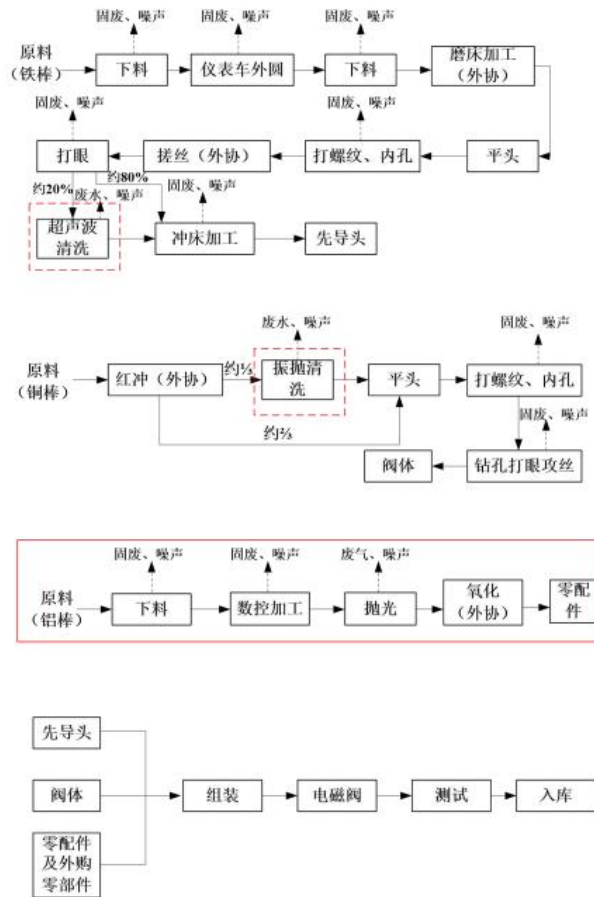 固废、噪声
固废、噪声
固废、噪声
原料
（铁棒）
下料
仪表车外圆
下料
磨床加工
（外协）
固废、噪声
固废、噪声
打眼
搓丝（外协）
打螺纹、内孔
平头
约20%
约80%
废水、噪声
固废、噪声
超声波
清洗
冲床加工
先导头
废水、噪声
固废、噪声
原料
（铜棒）
红冲（外协）
约⅓
振抛清
洗
平头
打螺纹、内孔
约⅔
固废、噪声
阀体
钻孔打眼攻丝
固废、噪声
固废、噪声
废气、噪声
原料
（铝棒）
下料
数控加工
抛光
氧化
（外协）
零配
件
先导头
阀体
组装
电磁阀
测试
入库
零配件
及外购
零部件